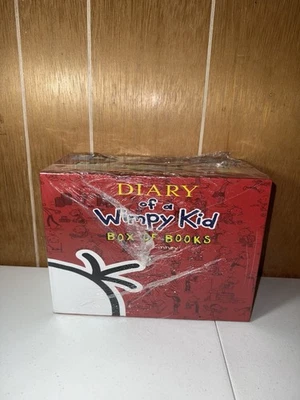 DIARY
of a
Wimpy Kid
BOX OF BOOKS